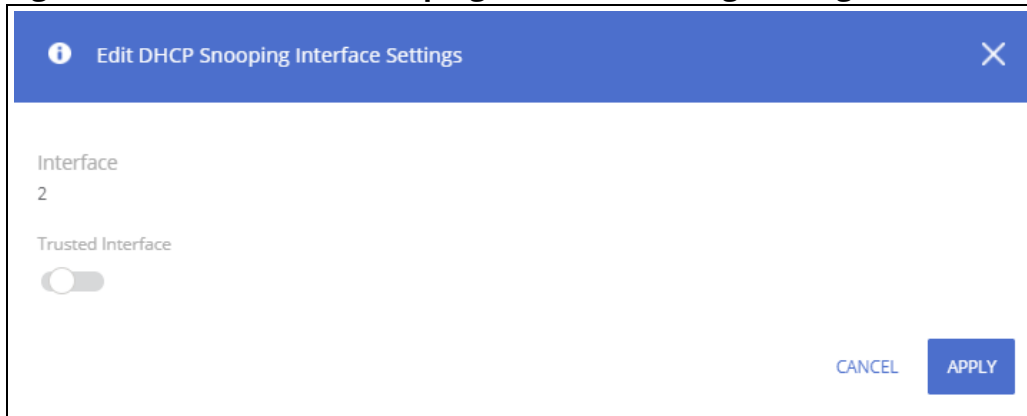 Edit DHCP Snooping Interface Settings
Interface
2
Trusted Interface
CANCEL
APPLY